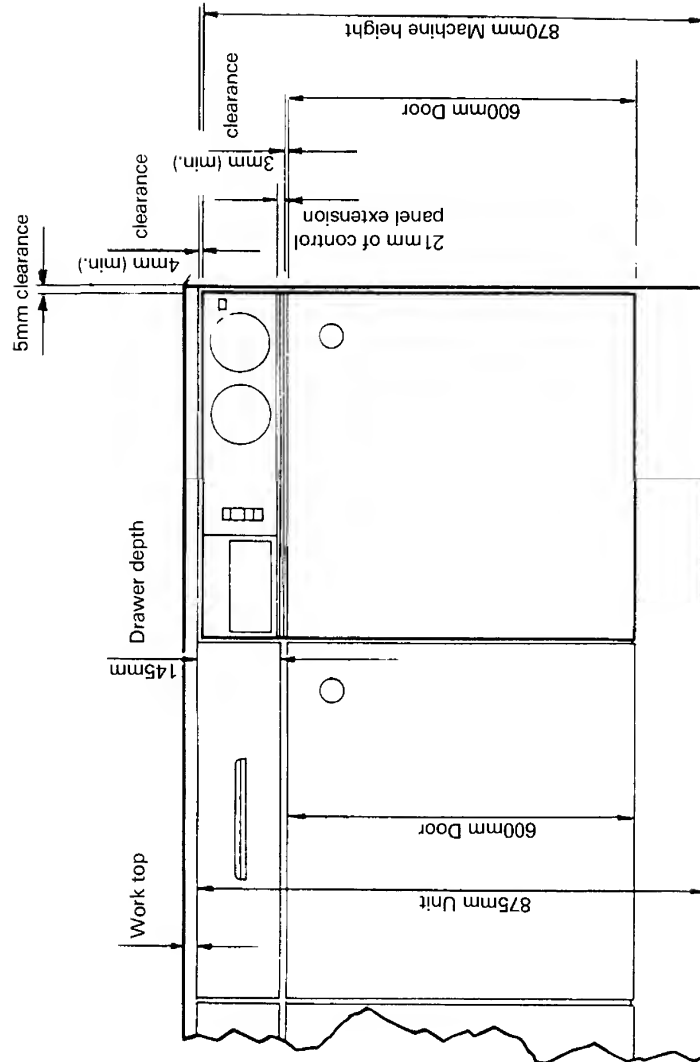 5mm clearance
4mm (min.)
clearance
3mm (min.)
clearance
21mm of control
panel extension
600mm Door
870mm Machine height
Drawer depth
145mm
Work top
600mm Door
875mm Unit